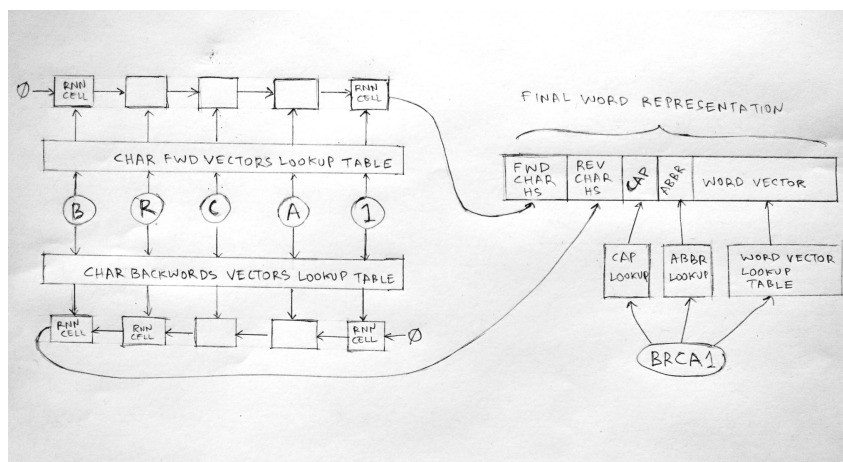 Ø RNN CELL RNN CELL
CHAR FWD VECTORS LOOKUP TABLE
B R C A 1
CHAR BACKWORDS VECTORS LOOKUP TABLE
RNN CELL RNN CELL RNN CELL Ø
FINAL WORD REPRESENTATION
FWD CHAR HS
REV CHAR HS
CAP
ABBR
WORD VECTOR
CAP LOOKUP
ABBR LOOKUP
WORD VECTOR LOOKUP TABLE
BRCA1